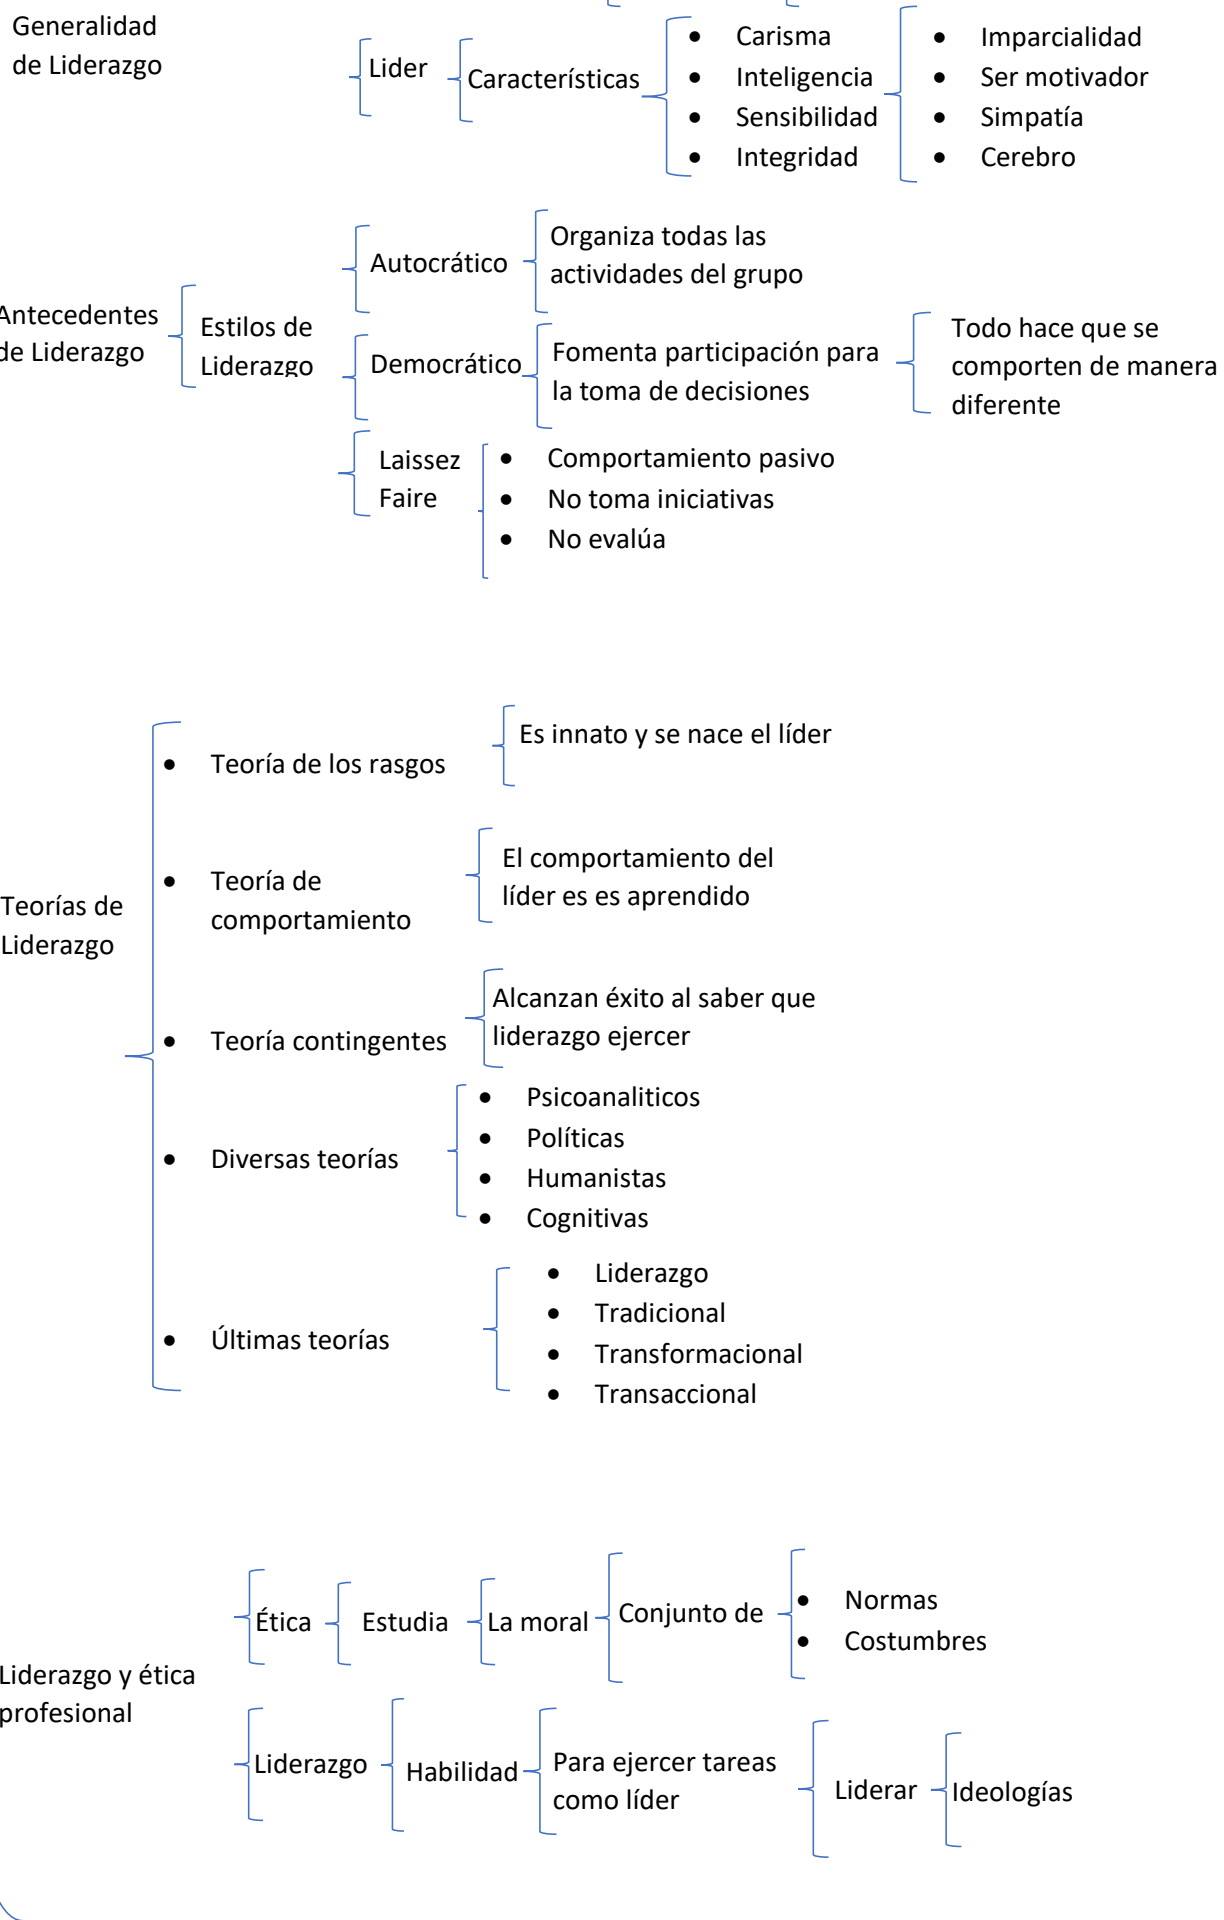 Generalidad
de Liderazgo
Lider
Características
• Carisma
• Inteligencia
• Sensibilidad
• Integridad
• Imparcialidad
• Ser motivador
• Simpatía
• Cerebro
Antecedentes
de Liderazgo
Estilos de
Liderazgo
Autocrático
Organiza todas las
actividades del grupo
Democrático
Fomenta participación para
la toma de decisiones
Todo hace que se
comporten de manera
diferente
Laissez
Faire
• Comportamiento pasivo
• No toma iniciativas
• No evalúa
Teorías de
Liderazgo
• Teoría de los rasgos
Es innato y se nace el líder
• Teoría de
comportamiento
El comportamiento del
líder es es aprendido
• Teoría contingentes
Alcanzan éxito al saber que
liderazgo ejercer
• Diversas teorías
• Psicoanaliticos
• Políticas
• Humanistas
• Cognitivas
• Últimas teorías
• Liderazgo
• Tradicional
• Transformacional
• Transaccional
Liderazgo y ética
profesional
Ética
Estudia
La moral
Conjunto de
• Normas
• Costumbres
Liderazgo
Habilidad
Para ejercer tareas
como líder
Liderar
Ideologías